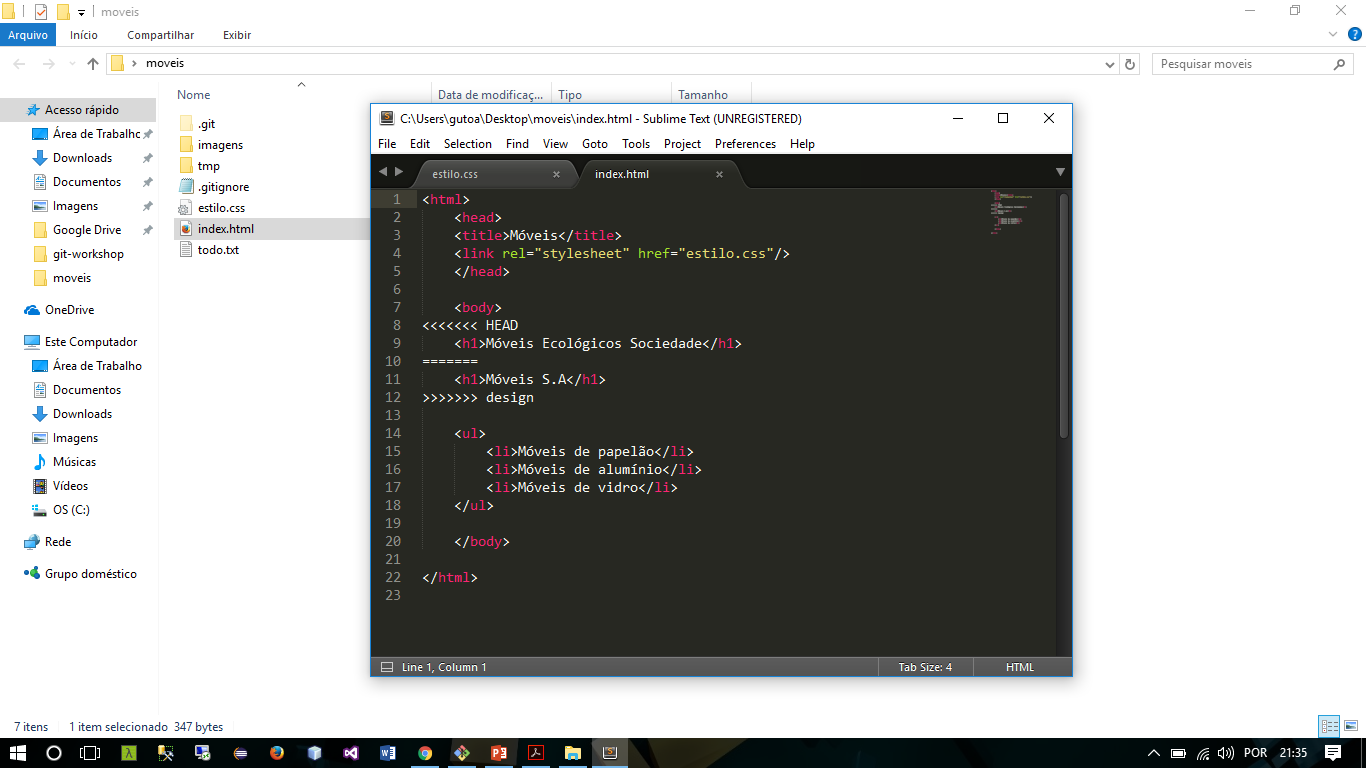 moveis
Arquivo Início Compartilhar Exibir
moveis Pesquisar moveis
Nome Data de modificaç... Tipo Tamanho
Acesso rápido
Área de Trabalho
Downloads
Documentos
Imagens
Google Drive
git-workshop
moveis
OneDrive
Este Computador
Área de Trabalho
Documentos
Downloads
Imagens
Músicas
Vídeos
OS (C:)
Rede
Grupo doméstico
.git
imagens
tmp
.gitignore
estilo.css
index.html
todo.txt
C:\Users\gutoa\Desktop\moveis\index.html - Sublime Text (UNREGISTERED)
File Edit Selection Find View Goto Tools Project Preferences Help
estilo.css × index.html ×
1 <html>
2 <head>
3 <title>Móveis</title>
4 <link rel="stylesheet" href="estilo.css"/>
5 </head>
6
7 <body>
8 <<<<<<< HEAD
9 <h1>Móveis Ecológicos Sociedade</h1>
10 =======
11 <h1>Móveis S.A</h1>
12 >>>>>>> design
13
14 <ul>
15 <li>Móveis de papelão</li>
16 <li>Móveis de alumínio</li>
17 <li>Móveis de vidro</li>
18 </ul>
19
20 </body>
21
22 </html>
23
Line 1, Column 1 Tab Size: 4 HTML
7 itens 1 item selecionado 347 bytes
POR 21:35